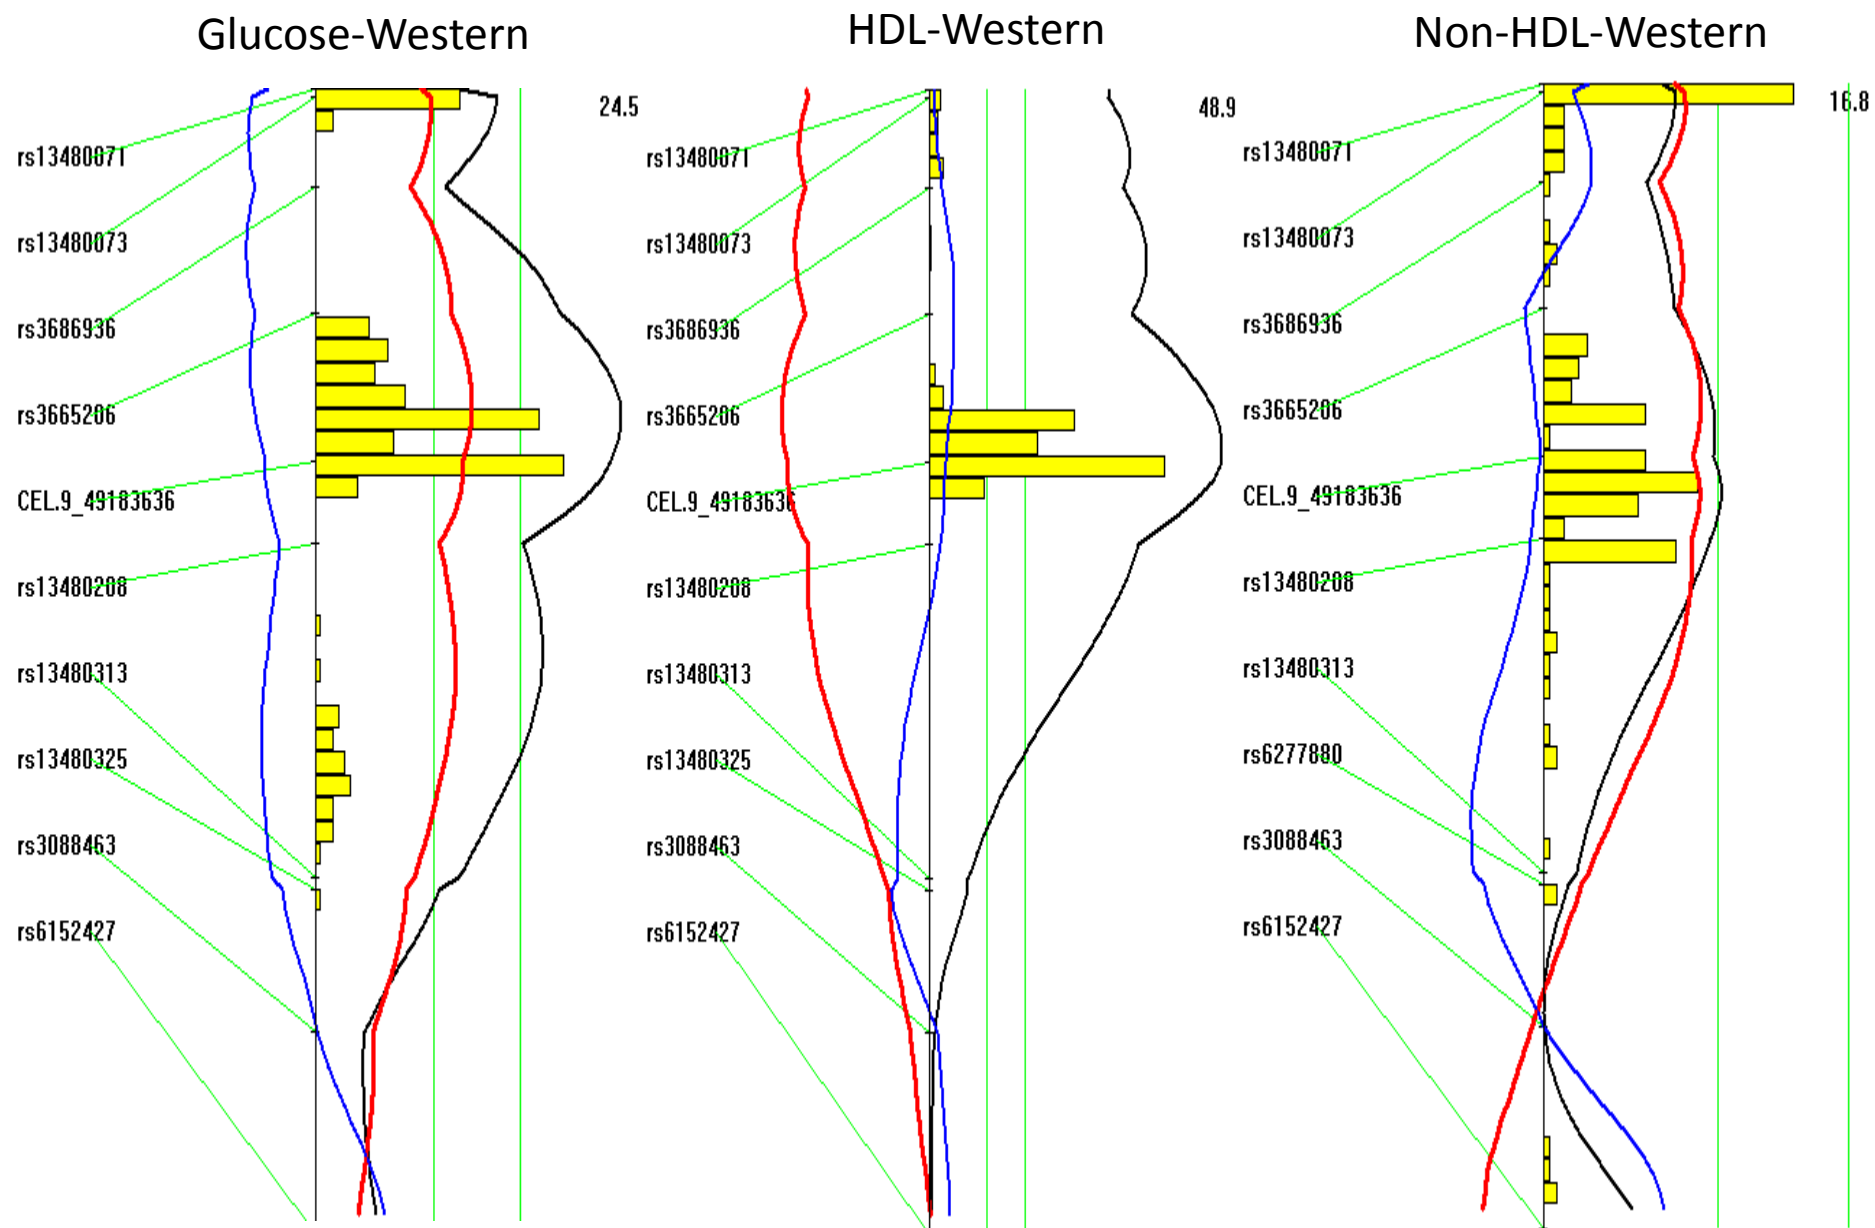 Glucose-Western
24.5
rs13480071
rs13480073
rs3686936
rs3665206
CEL.9_49183636
rs13480208
rs13480313
rs13480325
rs3088463
rs6152427
HDL-Western
48.9
rs13480071
rs13480073
rs3686936
rs3665206
CEL.9_49183636
rs13480208
rs13480313
rs13480325
rs3088463
rs6152427
Non-HDL-Western
16.8
rs13480071
rs13480073
rs3686936
rs3665206
CEL.9_49183636
rs13480208
rs13480313
rs6277880
rs3088463
rs6152427